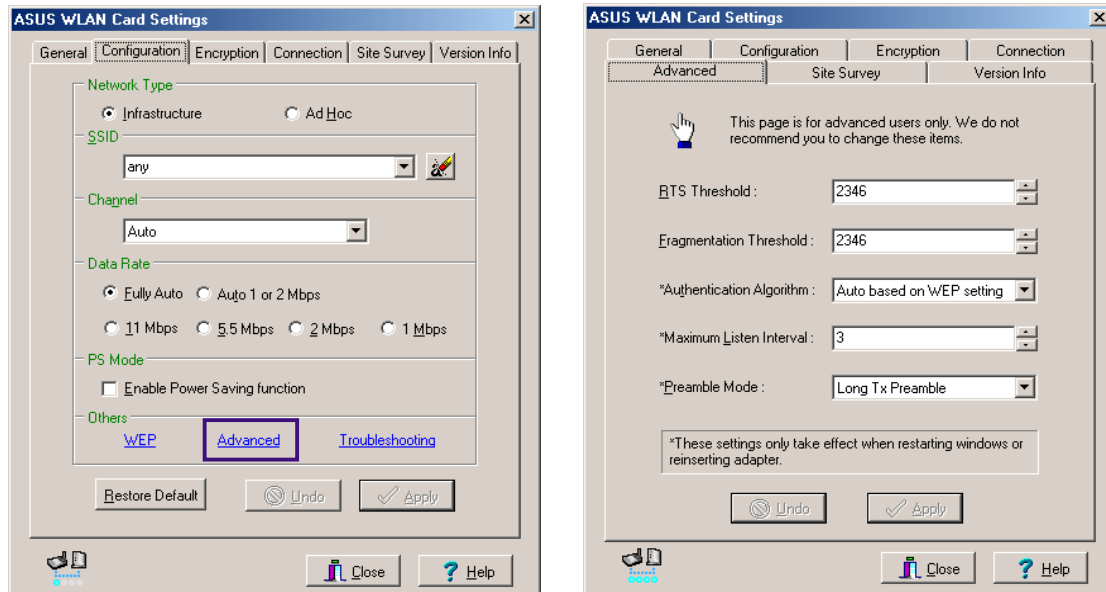 ASUS WLAN Card Settings
General Configuration Encryption Connection Site Survey Version Info
Network Type
Infrastructure Ad Hoc
SSID
any
Channel
Auto
Data Rate
Fully Auto Auto 1 or 2 Mbps
11 Mbps 5.5 Mbps 2 Mbps 1 Mbps
PS Mode
Enable Power Saving function
Others
WEP Advanced Troubleshooting
Restore Default Undo Apply
Close Help
ASUS WLAN Card Settings
General Configuration Encryption Connection
Advanced Site Survey Version Info
This page is for advanced users only. We do not
recommend you to change these items.
RTS Threshold : 2346
Fragmentation Threshold : 2346
*Authentication Algorithm : Auto based on WEP setting
*Maximum Listen Interval : 3
*Preamble Mode : Long Tx Preamble
*These settings only take effect when restarting windows or
reinserting adapter.
Undo Apply
Close Help